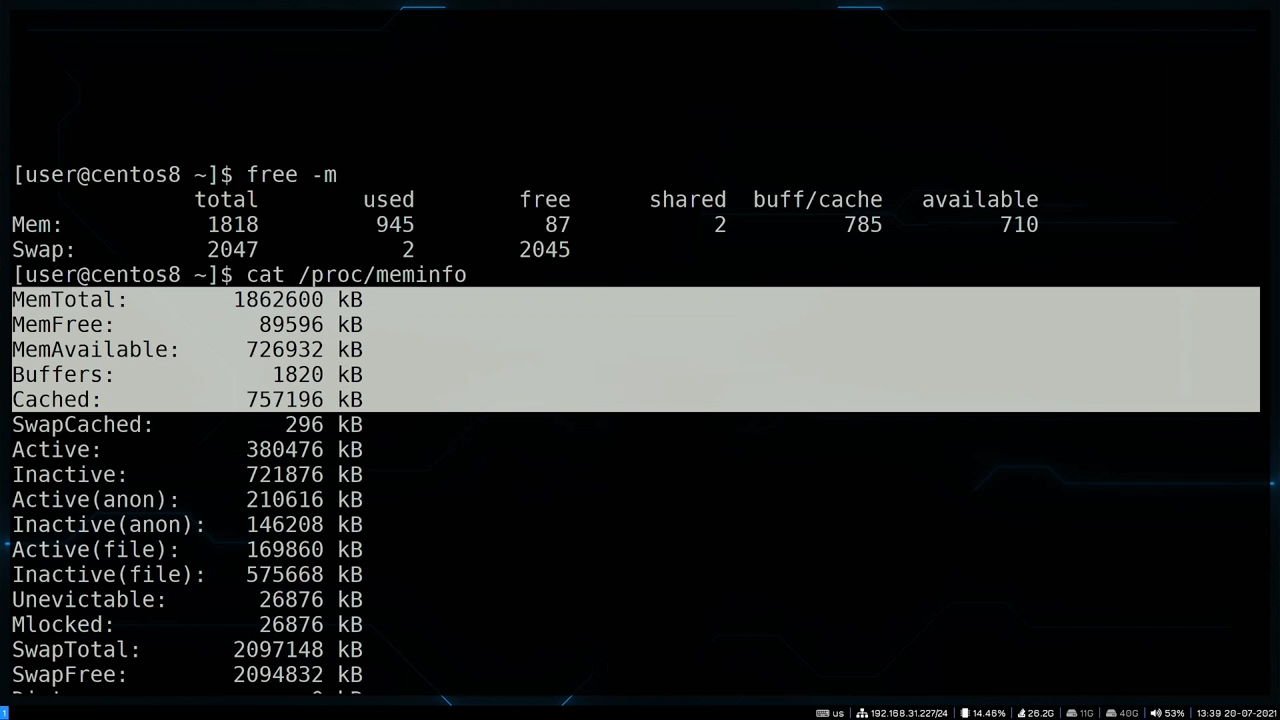 [user@centos8 ~]$ free -m
              total        used        free      shared  buff/cache   available
Mem:           1818         945          87           2         785         710
Swap:          2047           2        2045
[user@centos8 ~]$ cat /proc/meminfo
MemTotal:        1862600 kB
MemFree:           89596 kB
MemAvailable:     726932 kB
Buffers:            1820 kB
Cached:           757196 kB
SwapCached:          296 kB
Active:           380476 kB
Inactive:         721876 kB
Active(anon):     210616 kB
Inactive(anon):   146208 kB
Active(file):     169860 kB
Inactive(file):   575668 kB
Unevictable:       26876 kB
Mlocked:           26876 kB
SwapTotal:       2097148 kB
SwapFree:        2094832 kB
1 us | 192.168.31.227/24 | 14.46% | 26.2G | 11G | 40G | 53% | 13:39 20-07-2021